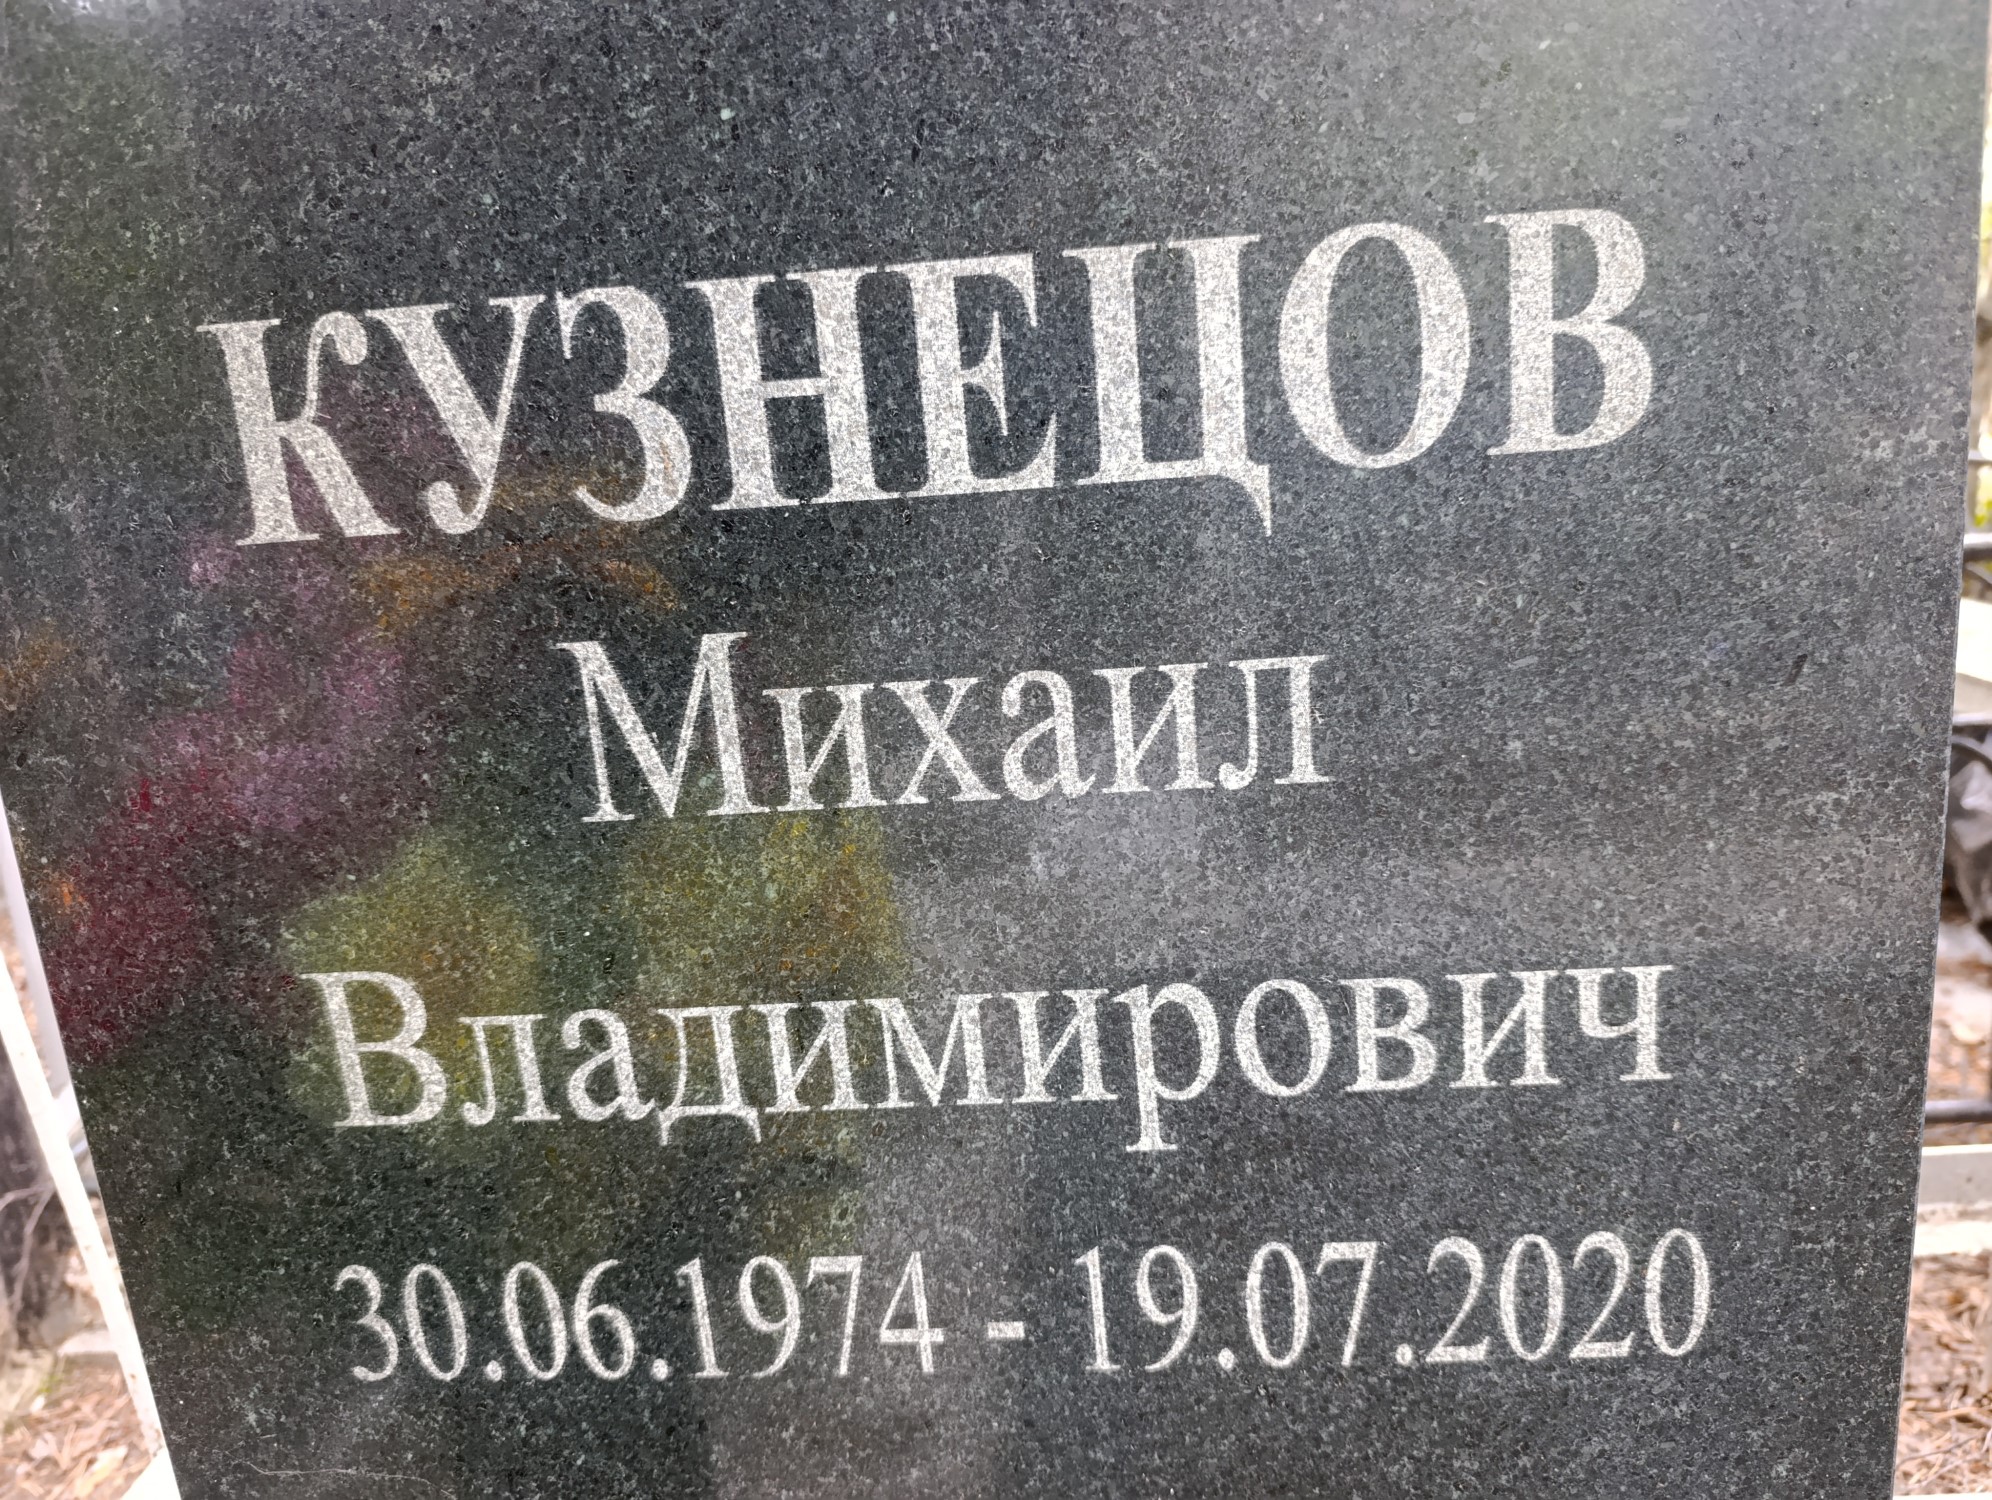 КУЗНЕЦОВ
Михаил
Владимирович
30.06.1974 - 19.07.2020